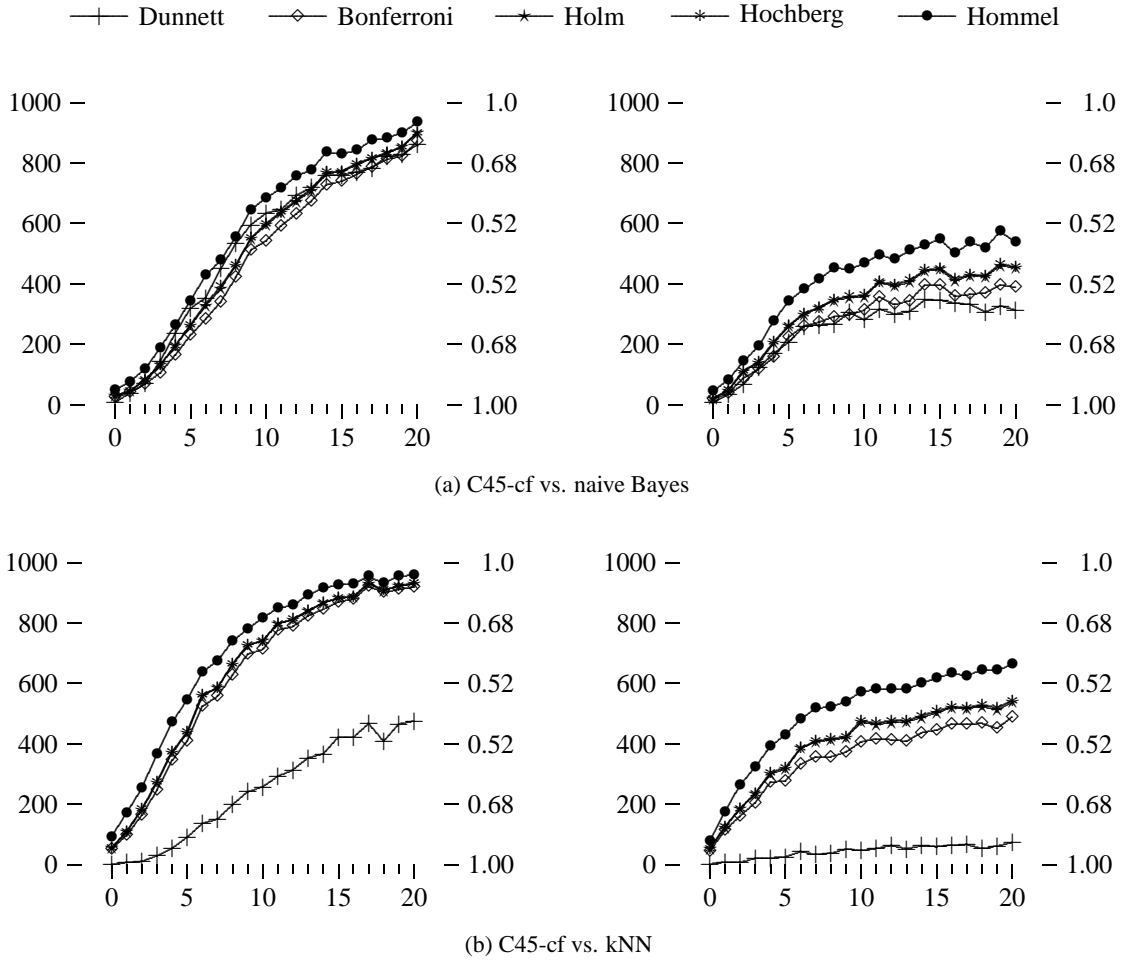 Dunnett Bonferroni Holm Hochberg Hommel
1000 1.0 1000 1.0
800 0.68 800 0.68
600 0.52 600 0.52
400 0.52 400 0.52
200 0.68 200 0.68
0 1.00 0 1.00
0 5 10 15 20 0 5 10 15 20
(a) C45-cf vs. naive Bayes
1000 1.0 1000 1.0
800 0.68 800 0.68
600 0.52 600 0.52
400 0.52 400 0.52
200 0.68 200 0.68
0 1.00 0 1.00
0 5 10 15 20 0 5 10 15 20
(b) C45-cf vs. kNN